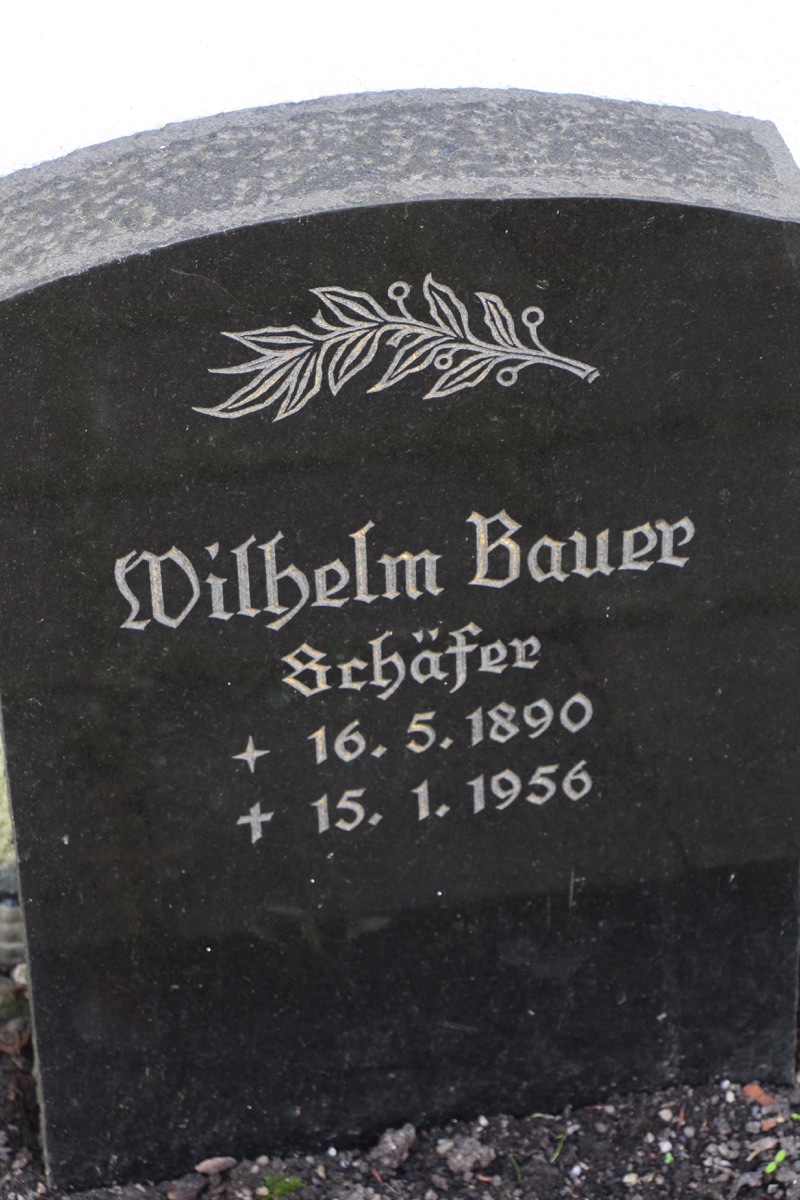 Wilhelm Bauer
Schäfer
✦ 16. 5. 1890
✝ 15. 1. 1956